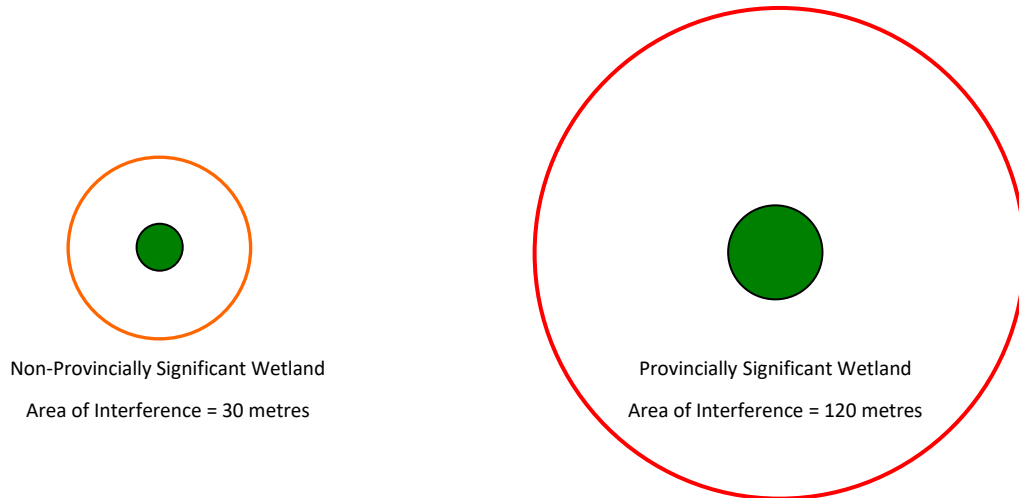 Non-Provincially Significant Wetland
Area of Interference = 30 metres
Provincially Significant Wetland
Area of Interference = 120 metres